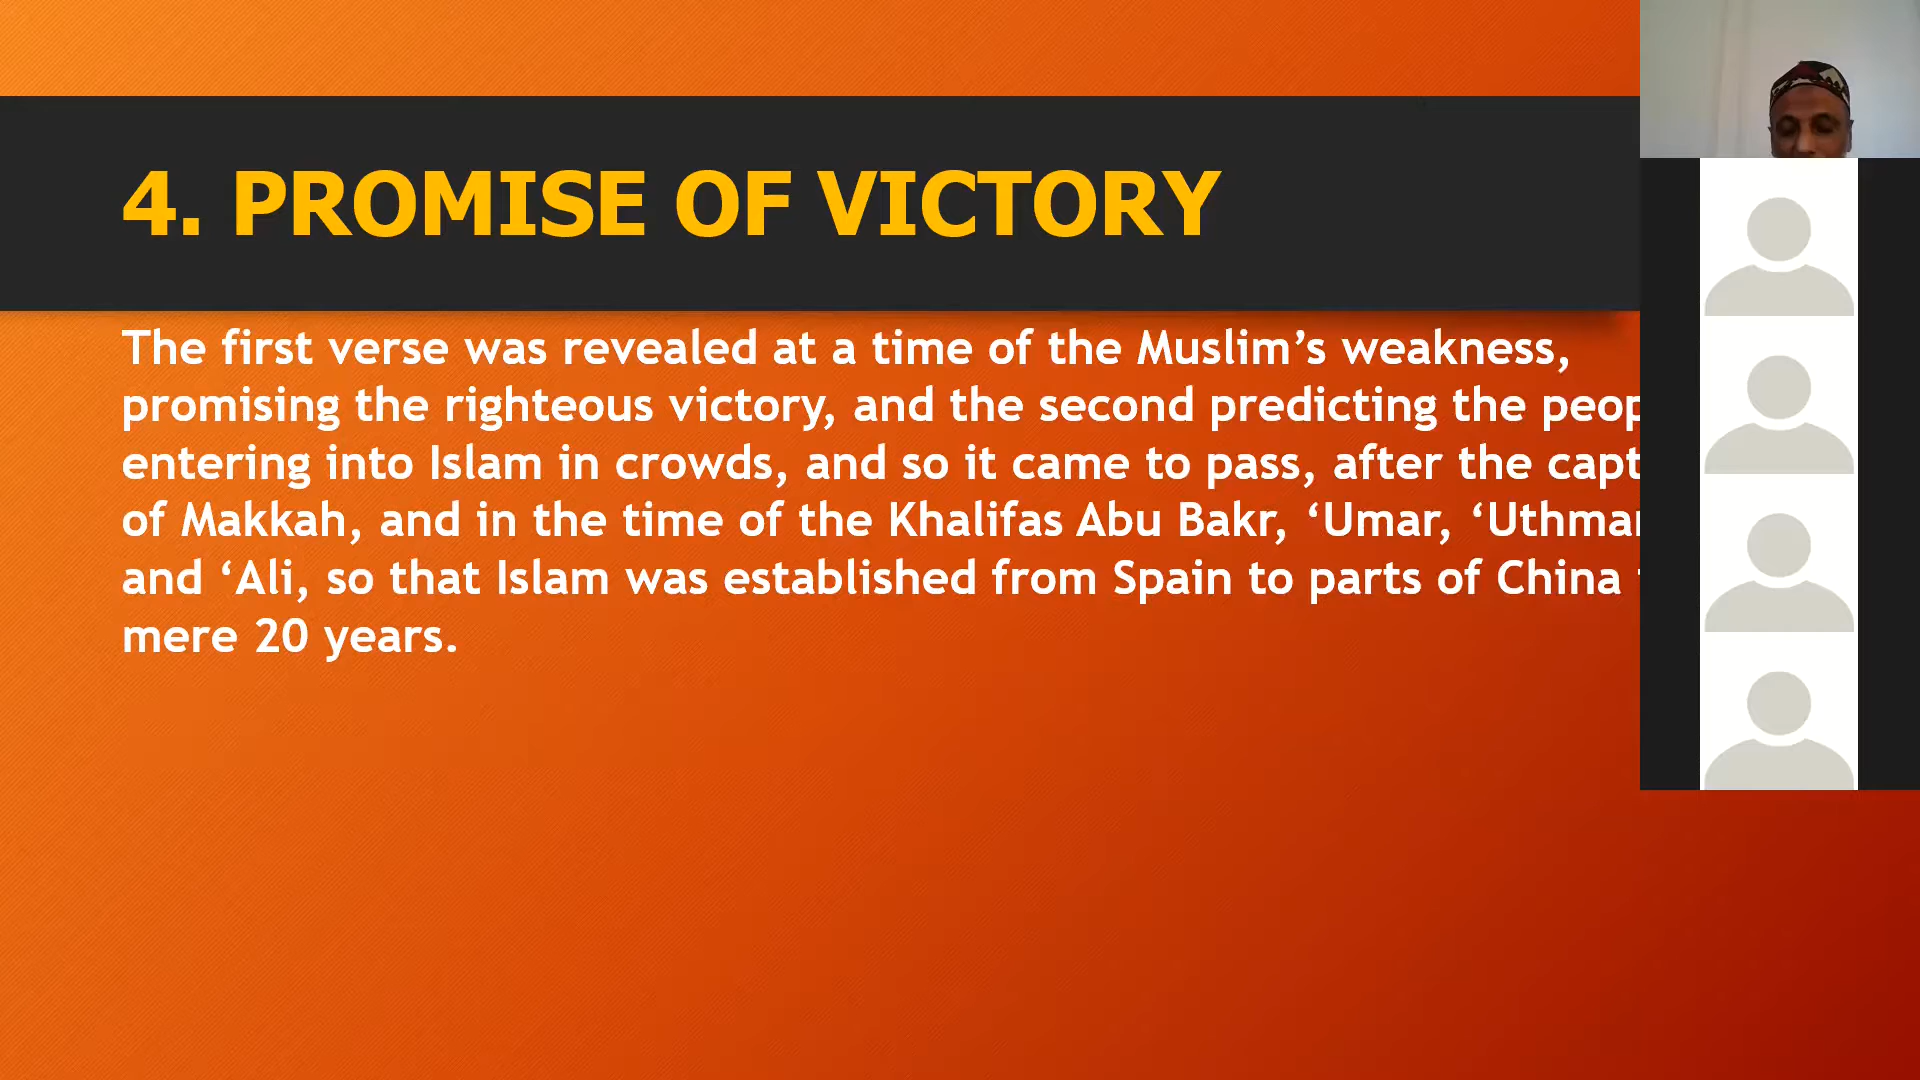 4. PROMISE OF VICTORY
The first verse was revealed at a time of the Muslim’s weakness,
promising the righteous victory, and the second predicting the
entering into Islam in crowds, and so it came to pass, after the
of Makkah, and in the time of the Khalifas Abu Bakr, ‘Umar,
and ‘Ali, so that Islam was established from Spain to parts of China
mere 20 years.